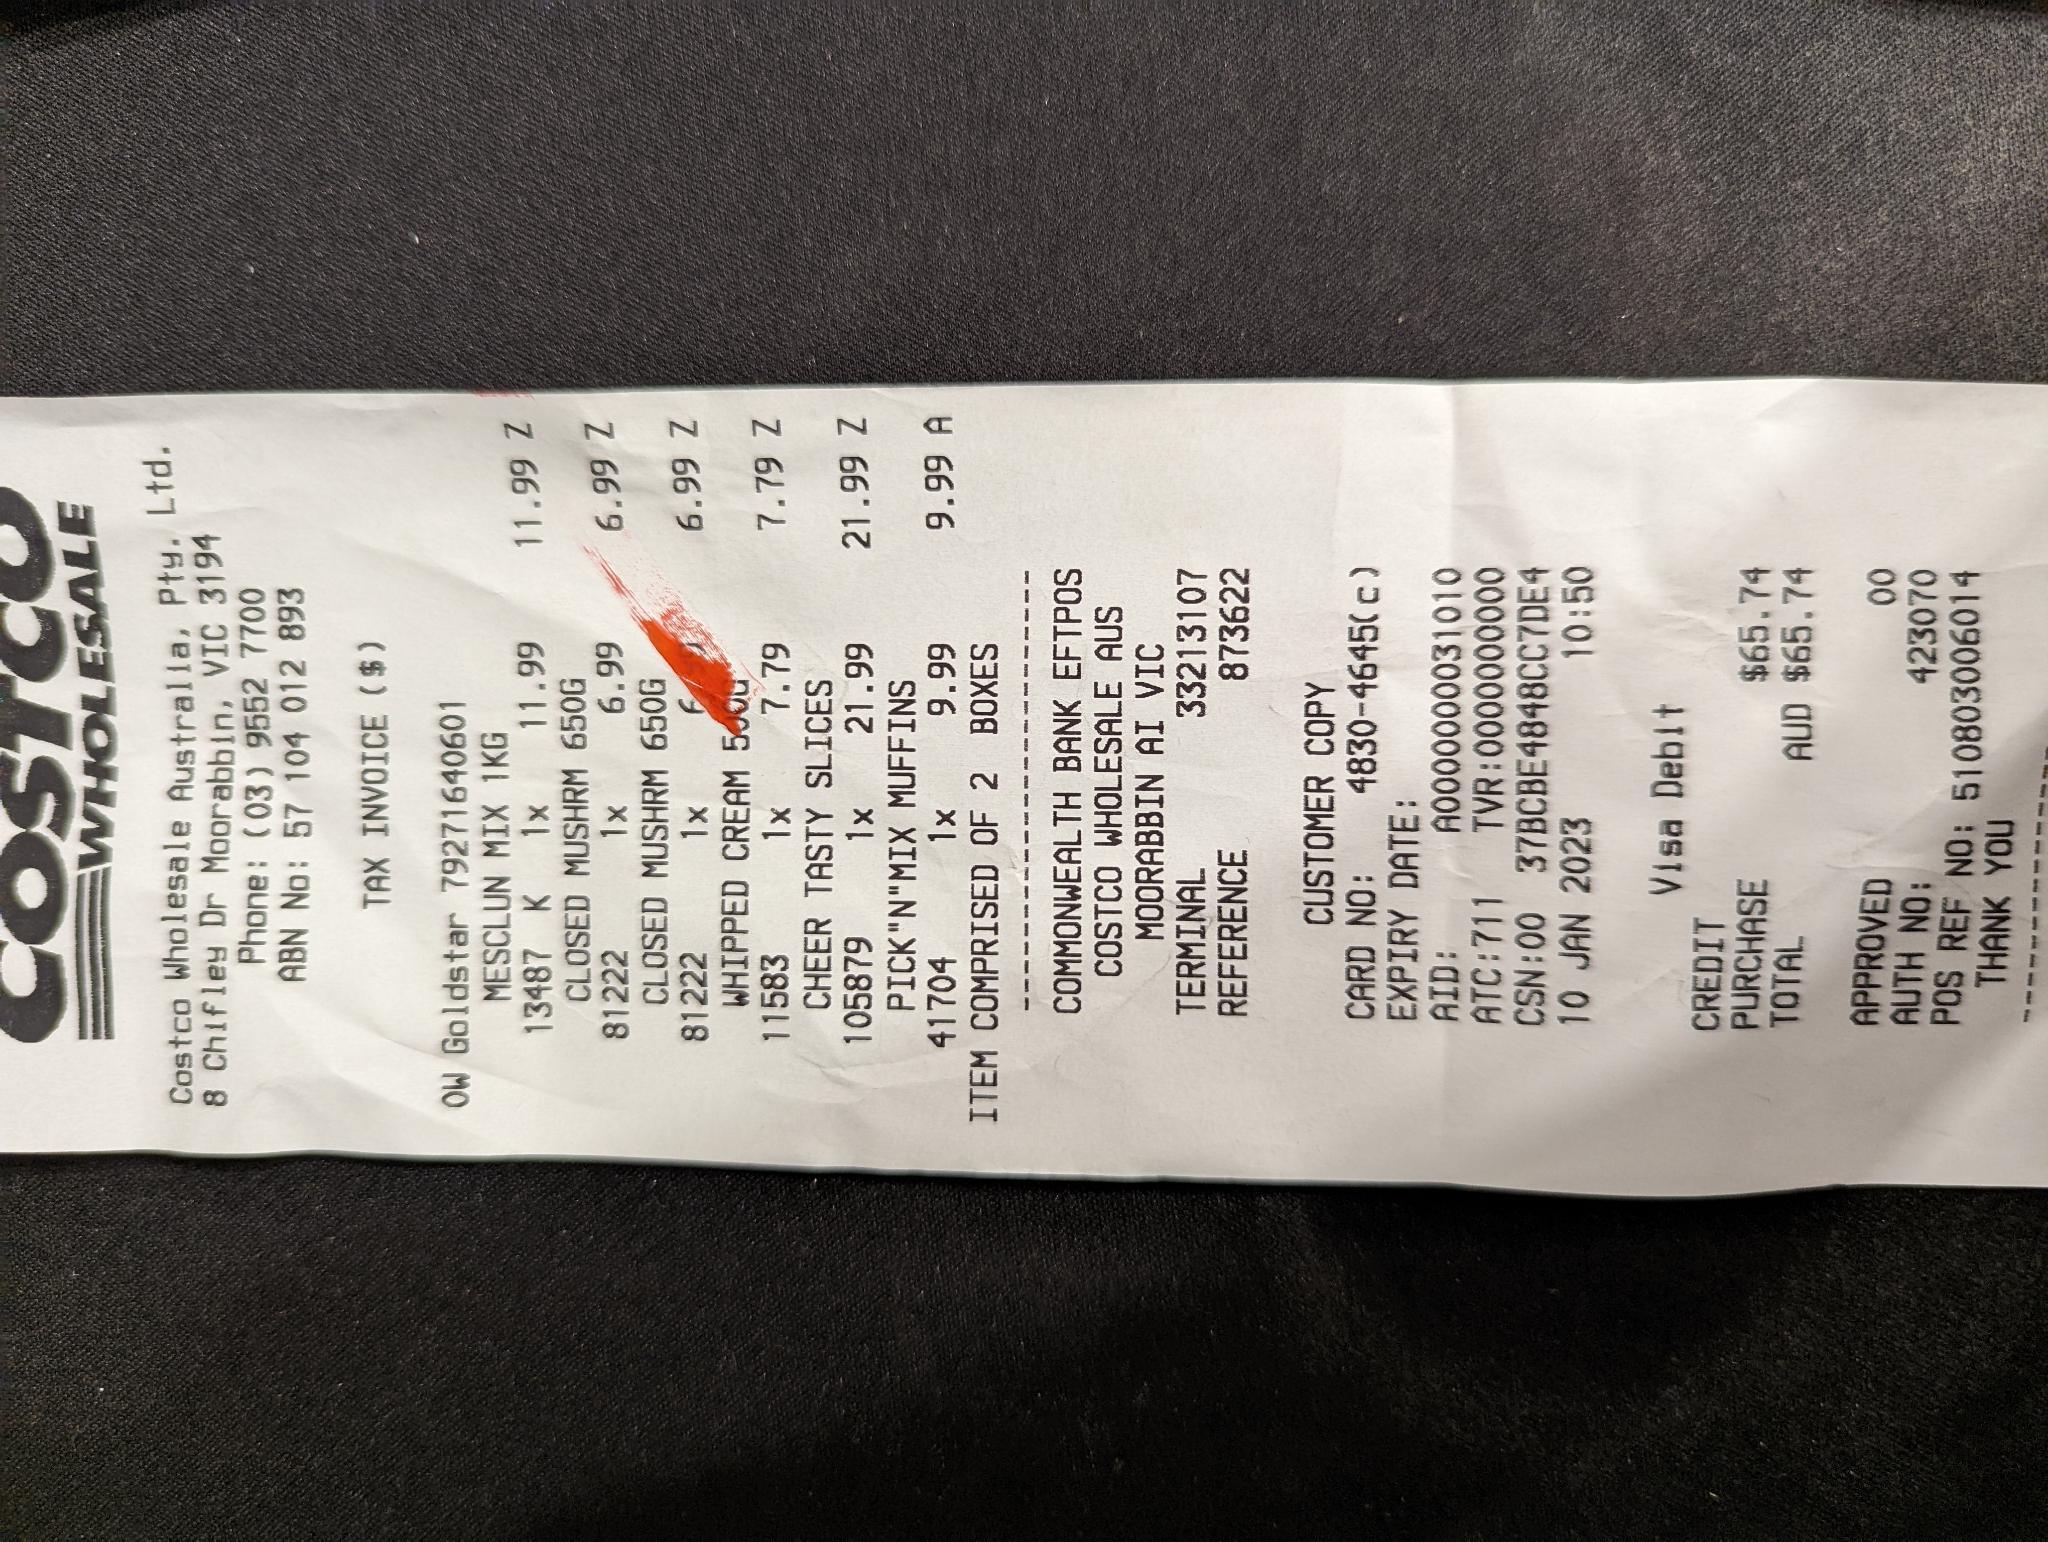 COSTCO
WHOLESALE
Costco Wholesale Australia, Pty. Ltd.
8 Chifley Dr Moorabbin, VIC 3194
Phone: (03) 9552 7700
ABN No: 57 104 012 893
TAX INVOICE ($)
OW Goldstar 79271640601
MESCLUN MIX 1KG
13487 K 1x 11.99 11.99 Z
CLOSED MUSHRM 650G
81222 1x 6.99 6.99 Z
CLOSED MUSHRM 650G
81222 1x 6.99 Z
WHIPPED CREAM
11583 1x 7.79 7.79 Z
CHEER TASTY SLICES
105879 1x 21.99 21.99 Z
PICK"N"MIX MUFFINS
41704 1x 9.99 9.99 A
ITEM COMPRISED OF 2 BOXES
--------------------------------
COMMONWEALTH BANK EFTPOS
COSTCO WHOLESALE AUS
MOORABBIN AI VIC
TERMINAL 33213107
REFERENCE 873622
CUSTOMER COPY
CARD NO: 4830-4645(c)
EXPIRY DATE:
AID: A0000000031010
ATC:711 TVR:0000000000
CSN:00 37BCBE4848CC7DE4
10 JAN 2023 10:50
Visa Debit
CREDIT
PURCHASE $65.74
TOTAL AUD $65.74
APPROVED 00
AUTH NO: 423070
POS REF NO: 510803006014
THANK YOU
--------------------------------